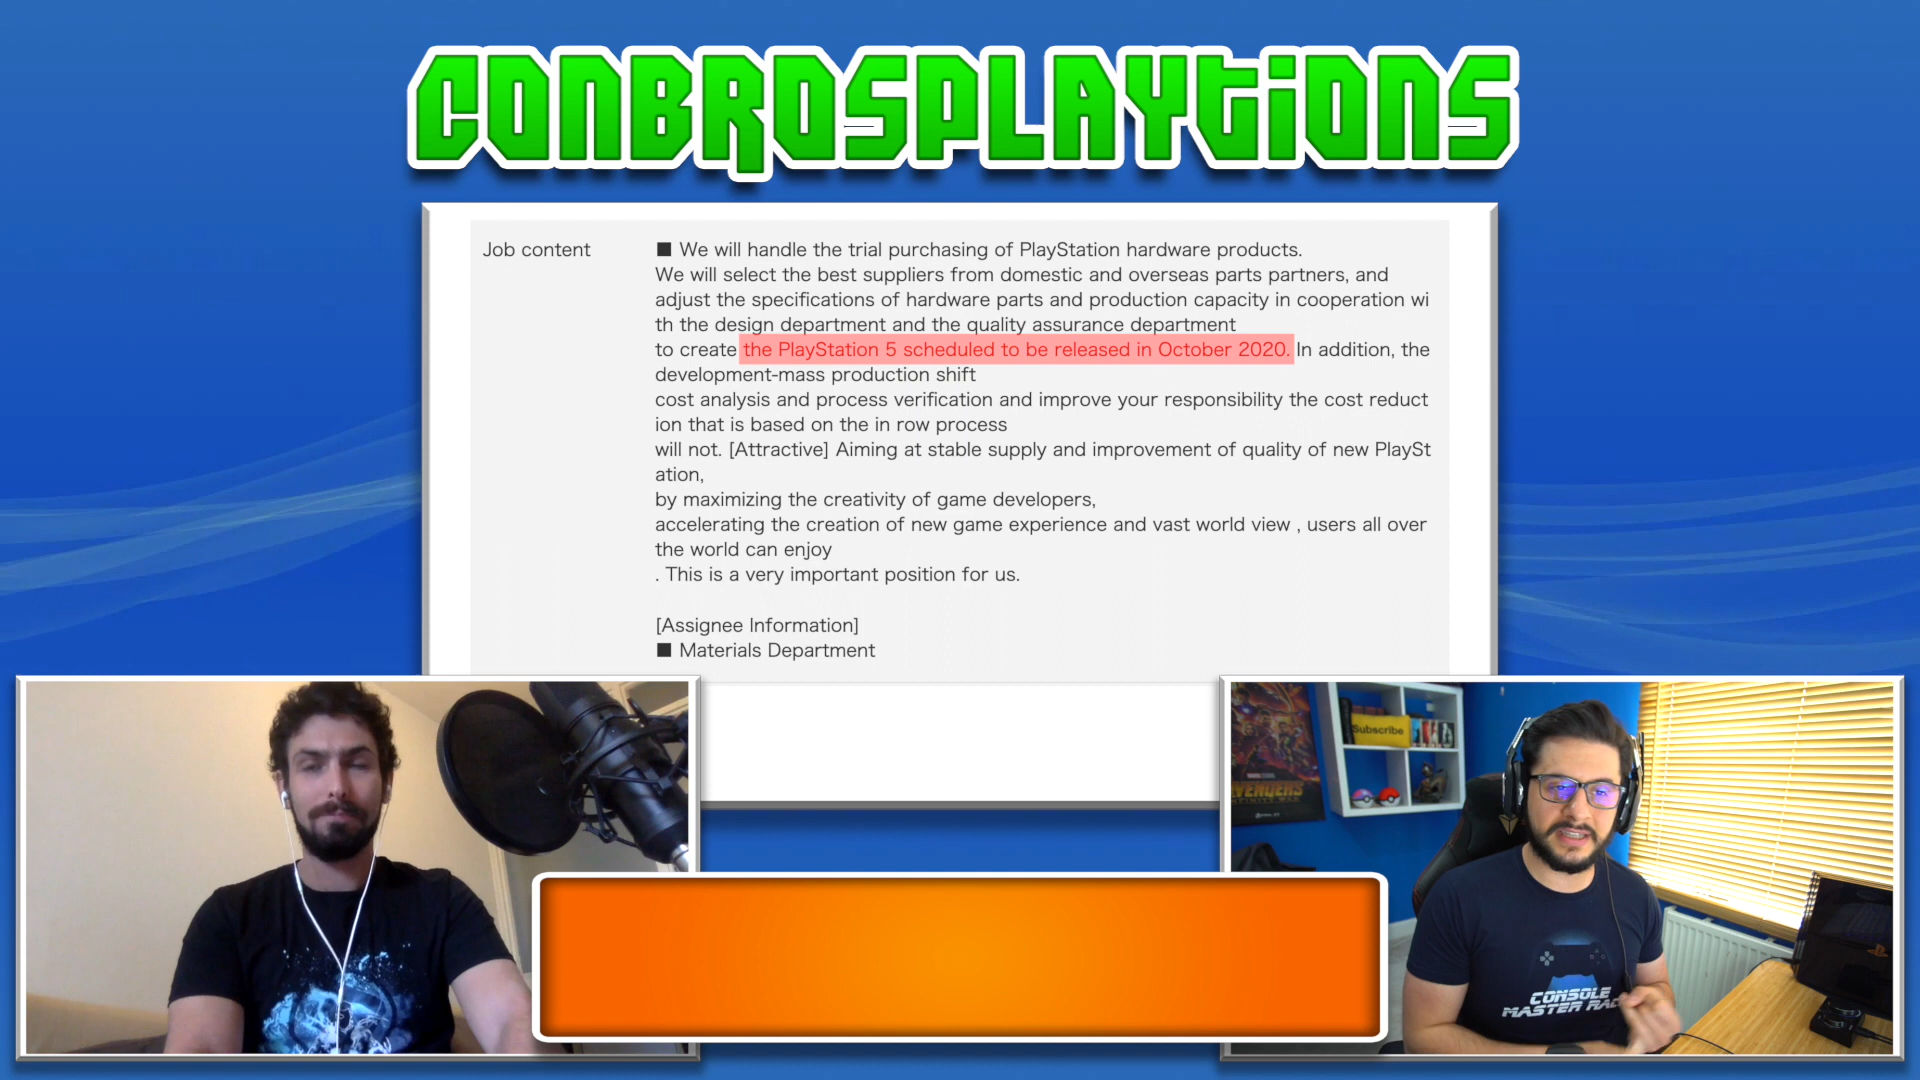 CONBROSPLAYTIONS
Job content
■ We will handle the trial purchasing of PlayStation hardware products.
We will select the best suppliers from domestic and overseas parts partners, and
adjust the specifications of hardware parts and production capacity in cooperation wi
th the design department and the quality assurance department
to create the PlayStation 5 scheduled to be released in October 2020. In addition, the
development-mass production shift
cost analysis and process verification and improve your responsibility the cost reduct
ion that is based on the in row process
will not. [Attractive] Aiming at stable supply and improvement of quality of new PlaySt
ation,
by maximizing the creativity of game developers,
accelerating the creation of new game experience and vast world view , users all over
the world can enjoy
. This is a very important position for us.
[Assignee Information]
■ Materials Department
Subscribe
AVENGERS
INFINITY WAR
CONSOLE
MASTER RAC